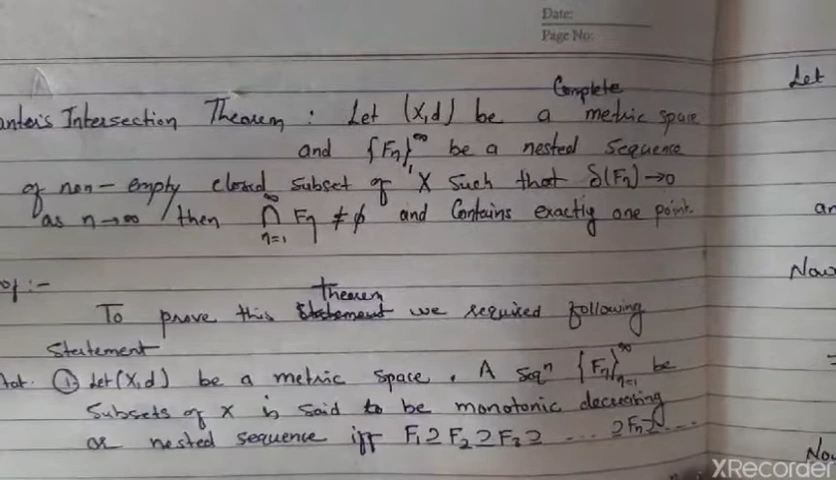 Date:
Page No:
Complete
antor's Intersection Theorem : Let (X,d) be a metric space
and {Fn}₁^∞ be a nested sequence
of non-empty closed subset of X such that δ(Fn)→0
as n→∞, then ∩_{n=1}^∞ Fn ≠ φ and contains exactly one point.
of :-
theorem
To prove this statement we required following
statement
tat. ① Let (X,d) be a metric space. A seqⁿ {Fn}_{n=1}^∞ be
subsets of X is said to be monotonic decreasing
or nested sequence iff F₁⊇F₂⊇F₃⊇ ... ⊇Fn⊇...
Let
an
Now
Now
XRecorder